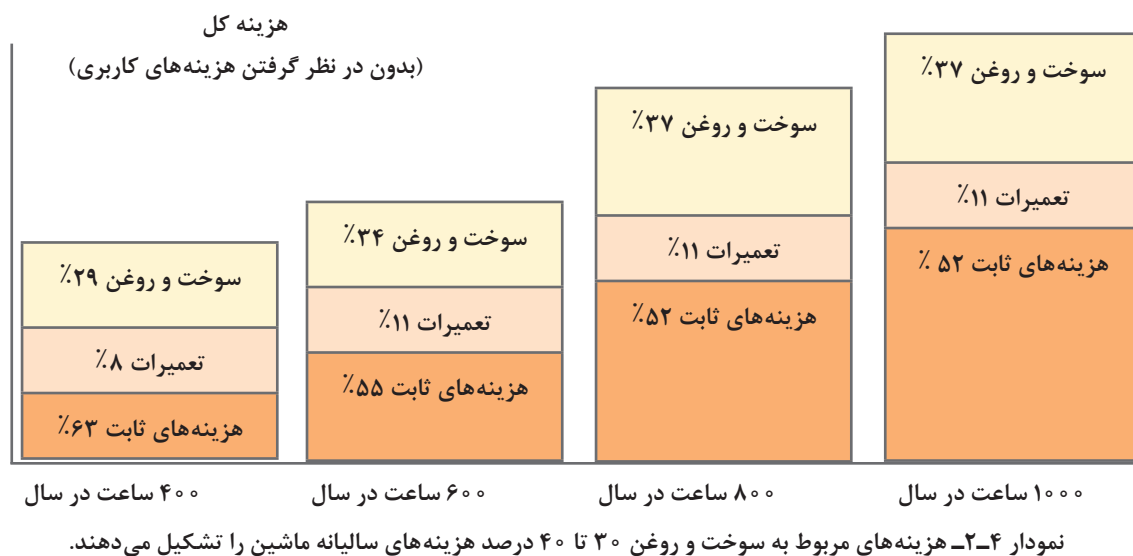 هزینه کل
(بدون در نظر گرفتن هزینه‌های کاربری)
سوخت و روغن ۳۷٪
تعمیرات ۱۱٪
هزینه‌های ثابت ۵۲ ٪
سوخت و روغن ۳۷٪
تعمیرات ۱۱٪
هزینه‌های ثابت ۵۲٪
سوخت و روغن ۳۴٪
تعمیرات ۱۱٪
هزینه‌های ثابت ۵۵٪
سوخت و روغن ۲۹٪
تعمیرات ۸٪
هزینه‌های ثابت ۶۳٪
۱۰۰۰ ساعت در سال
۸۰۰ ساعت در سال
۶۰۰ ساعت در سال
۴۰۰ ساعت در سال
نمودار ۴ـ۲ـ هزینه‌های مربوط به سوخت و روغن ۳۰ تا ۴۰ درصد هزینه‌های سالیانه ماشین را تشکیل می‌دهند.